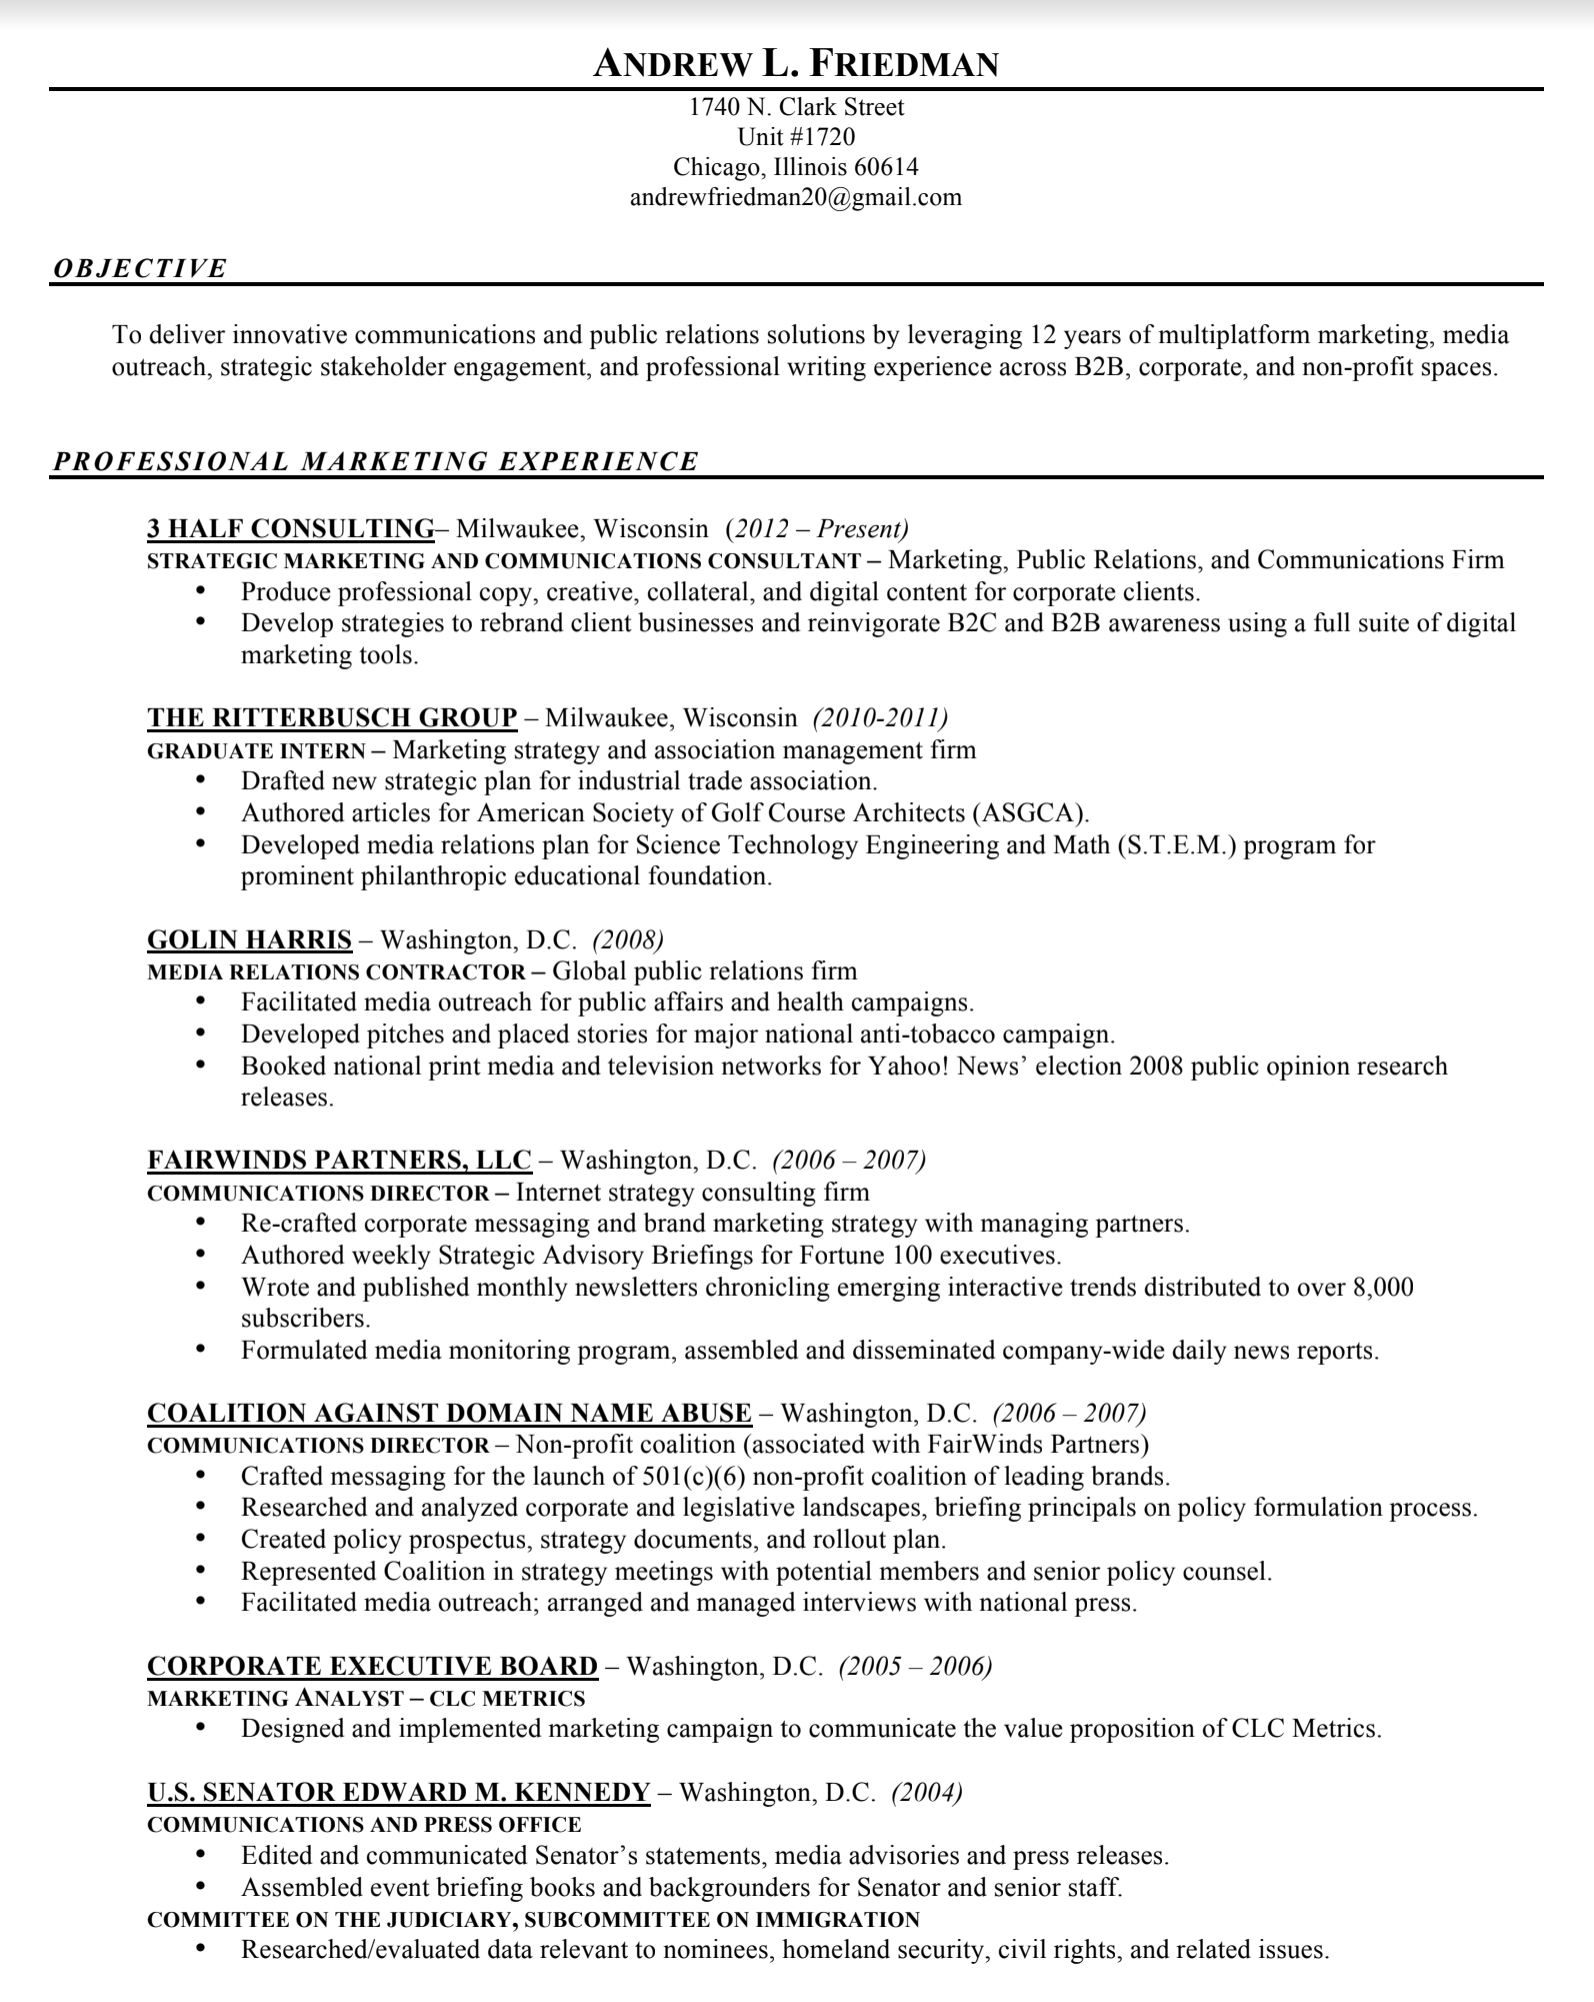 ANDREW L. FRIEDMAN
1740 N. Clark Street
Unit #1720
Chicago, Illinois 60614
andrewfriedman20@gmail.com
OBJECTIVE
To deliver innovative communications and public relations solutions by leveraging 12 years of multiplatform marketing, media
outreach, strategic stakeholder engagement, and professional writing experience across B2B, corporate, and non-profit spaces.
PROFESSIONAL MARKETING EXPERIENCE
3 HALF CONSULTING– Milwaukee, Wisconsin (2012 – Present)
STRATEGIC MARKETING AND COMMUNICATIONS CONSULTANT – Marketing, Public Relations, and Communications Firm
• Produce professional copy, creative, collateral, and digital content for corporate clients.
• Develop strategies to rebrand client businesses and reinvigorate B2C and B2B awareness using a full suite of digital
marketing tools.
THE RITTERBUSCH GROUP – Milwaukee, Wisconsin (2010-2011)
GRADUATE INTERN – Marketing strategy and association management firm
• Drafted new strategic plan for industrial trade association.
• Authored articles for American Society of Golf Course Architects (ASGCA).
• Developed media relations plan for Science Technology Engineering and Math (S.T.E.M.) program for
prominent philanthropic educational foundation.
GOLIN HARRIS – Washington, D.C. (2008)
MEDIA RELATIONS CONTRACTOR – Global public relations firm
• Facilitated media outreach for public affairs and health campaigns.
• Developed pitches and placed stories for major national anti-tobacco campaign.
• Booked national print media and television networks for Yahoo! News’ election 2008 public opinion research
releases.
FAIRWINDS PARTNERS, LLC – Washington, D.C. (2006 – 2007)
COMMUNICATIONS DIRECTOR – Internet strategy consulting firm
• Re-crafted corporate messaging and brand marketing strategy with managing partners.
• Authored weekly Strategic Advisory Briefings for Fortune 100 executives.
• Wrote and published monthly newsletters chronicling emerging interactive trends distributed to over 8,000
subscribers.
• Formulated media monitoring program, assembled and disseminated company-wide daily news reports.
COALITION AGAINST DOMAIN NAME ABUSE – Washington, D.C. (2006 – 2007)
COMMUNICATIONS DIRECTOR – Non-profit coalition (associated with FairWinds Partners)
• Crafted messaging for the launch of 501(c)(6) non-profit coalition of leading brands.
• Researched and analyzed corporate and legislative landscapes, briefing principals on policy formulation process.
• Created policy prospectus, strategy documents, and rollout plan.
• Represented Coalition in strategy meetings with potential members and senior policy counsel.
• Facilitated media outreach; arranged and managed interviews with national press.
CORPORATE EXECUTIVE BOARD – Washington, D.C. (2005 – 2006)
MARKETING ANALYST – CLC METRICS
• Designed and implemented marketing campaign to communicate the value proposition of CLC Metrics.
U.S. SENATOR EDWARD M. KENNEDY – Washington, D.C. (2004)
COMMUNICATIONS AND PRESS OFFICE
• Edited and communicated Senator’s statements, media advisories and press releases.
• Assembled event briefing books and backgrounders for Senator and senior staff.
COMMITTEE ON THE JUDICIARY, SUBCOMMITTEE ON IMMIGRATION
• Researched/evaluated data relevant to nominees, homeland security, civil rights, and related issues.